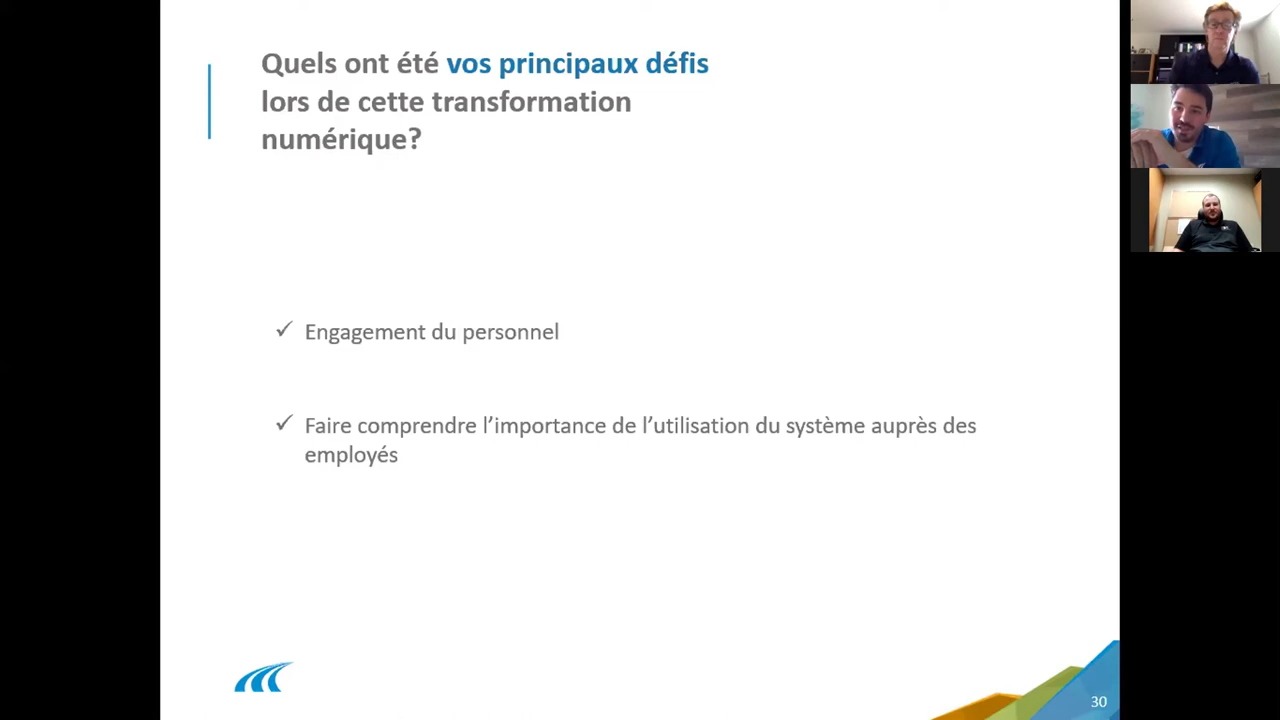 Quels ont été vos principaux défis
lors de cette transformation
numérique?
✓ Engagement du personnel
✓ Faire comprendre l’importance de l’utilisation du système auprès des
employés
30